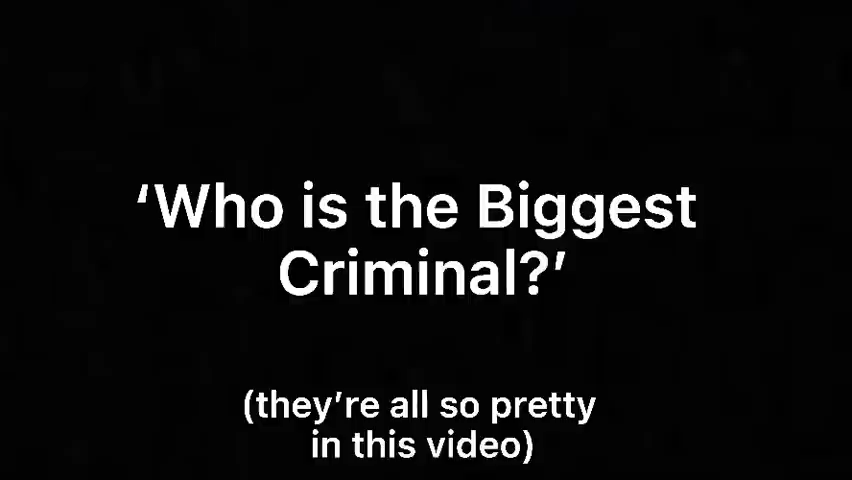 ‘Who is the Biggest
Criminal?’
(they’re all so pretty
in this video)